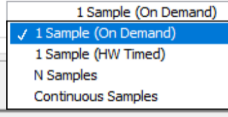 1 Sample (On Demand)
✓ 1 Sample (On Demand)
1 Sample (HW Timed)
N Samples
Continuous Samples